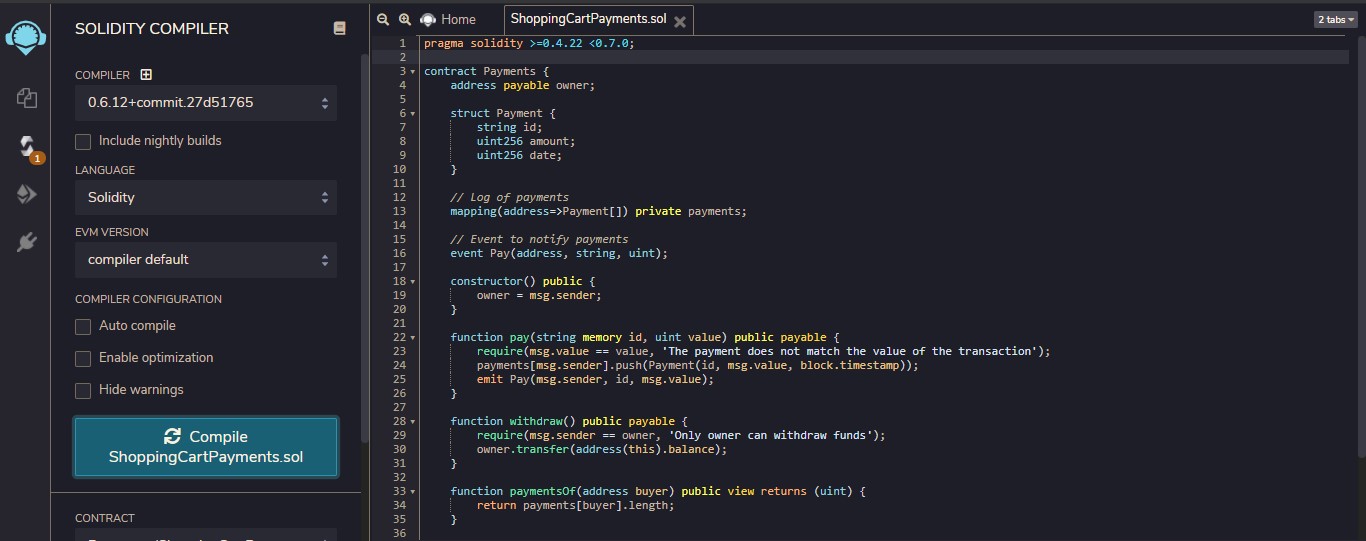 SOLIDITY COMPILER
COMPILER
0.6.12+commit.27d51765
Include nightly builds
LANGUAGE
Solidity
EVM VERSION
compiler default
COMPILER CONFIGURATION
Auto compile
Enable optimization
Hide warnings
Compile
ShoppingCartPayments.sol
CONTRACT
1
Home
ShoppingCartPayments.sol
2 tabs
1 pragma solidity >=0.4.22 <0.7.0;
2
3 contract Payments {
4 address payable owner;
5
6 struct Payment {
7 string id;
8 uint256 amount;
9 uint256 date;
10 }
11
12 // Log of payments
13 mapping(address=>Payment[]) private payments;
14
15 // Event to notify payments
16 event Pay(address, string, uint);
17
18 constructor() public {
19 owner = msg.sender;
20 }
21
22 function pay(string memory id, uint value) public payable {
23 require(msg.value == value, 'The payment does not match the value of the transaction');
24 payments[msg.sender].push(Payment(id, msg.value, block.timestamp));
25 emit Pay(msg.sender, id, msg.value);
26 }
27
28 function withdraw() public payable {
29 require(msg.sender == owner, 'Only owner can withdraw funds');
30 owner.transfer(address(this).balance);
31 }
32
33 function paymentsOf(address buyer) public view returns (uint) {
34 return payments[buyer].length;
35 }
36